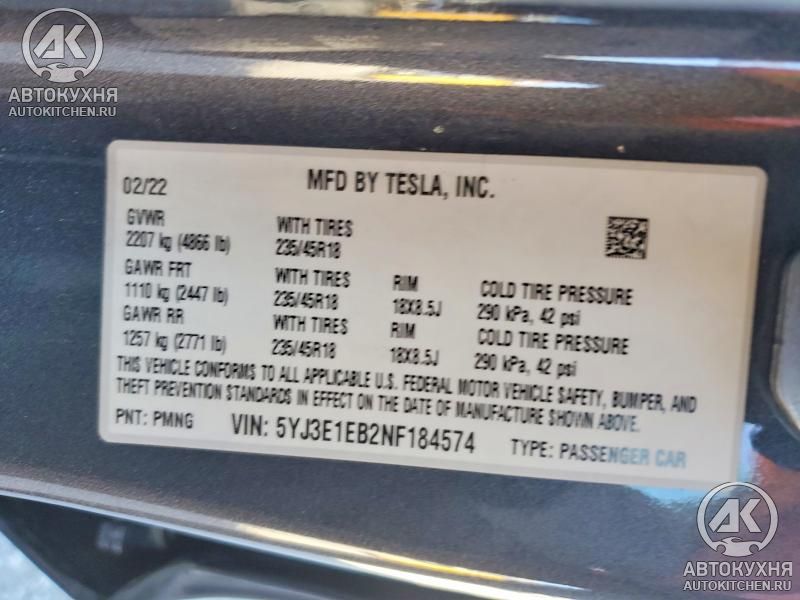 АВТОКУХНЯ
AUTOKITCHEN.RU
02/22 MFD BY TESLA, INC.
GVWR WITH TIRES
2207 kg (4866 lb) 235/45R18
GAWR FRT WITH TIRES RIM COLD TIRE PRESSURE
1110 kg (2447 lb) 235/45R18 18X8.5J 290 kPa, 42 psi
GAWR RR WITH TIRES RIM COLD TIRE PRESSURE
1257 kg (2771 lb) 235/45R18 18X8.5J 290 kPa, 42 psi
THIS VEHICLE CONFORMS TO ALL APPLICABLE U.S. FEDERAL MOTOR VEHICLE SAFETY, BUMPER, AND
THEFT PREVENTION STANDARDS IN EFFECT ON THE DATE OF MANUFACTURE SHOWN ABOVE.
PNT: PMNG VIN: 5YJ3E1EB2NF184574 TYPE: PASSENGER CAR
АК
АВТОКУХНЯ
AUTOKITCHEN.RU